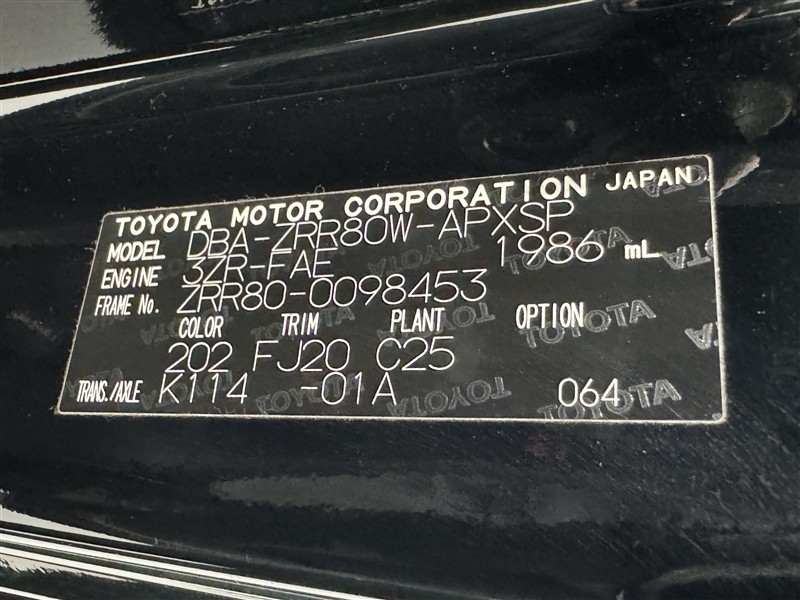 TOYOTA MOTOR CORPORATION JAPAN
MODEL DBA-ZRR80W-APXSP
ENGINE 3ZR-FAE 1986 mL
FRAME No. ZRR80-0098453
COLOR TRIM PLANT OPTION
202 FJ20 C25
TRANS./AXLE K114 -01A 064